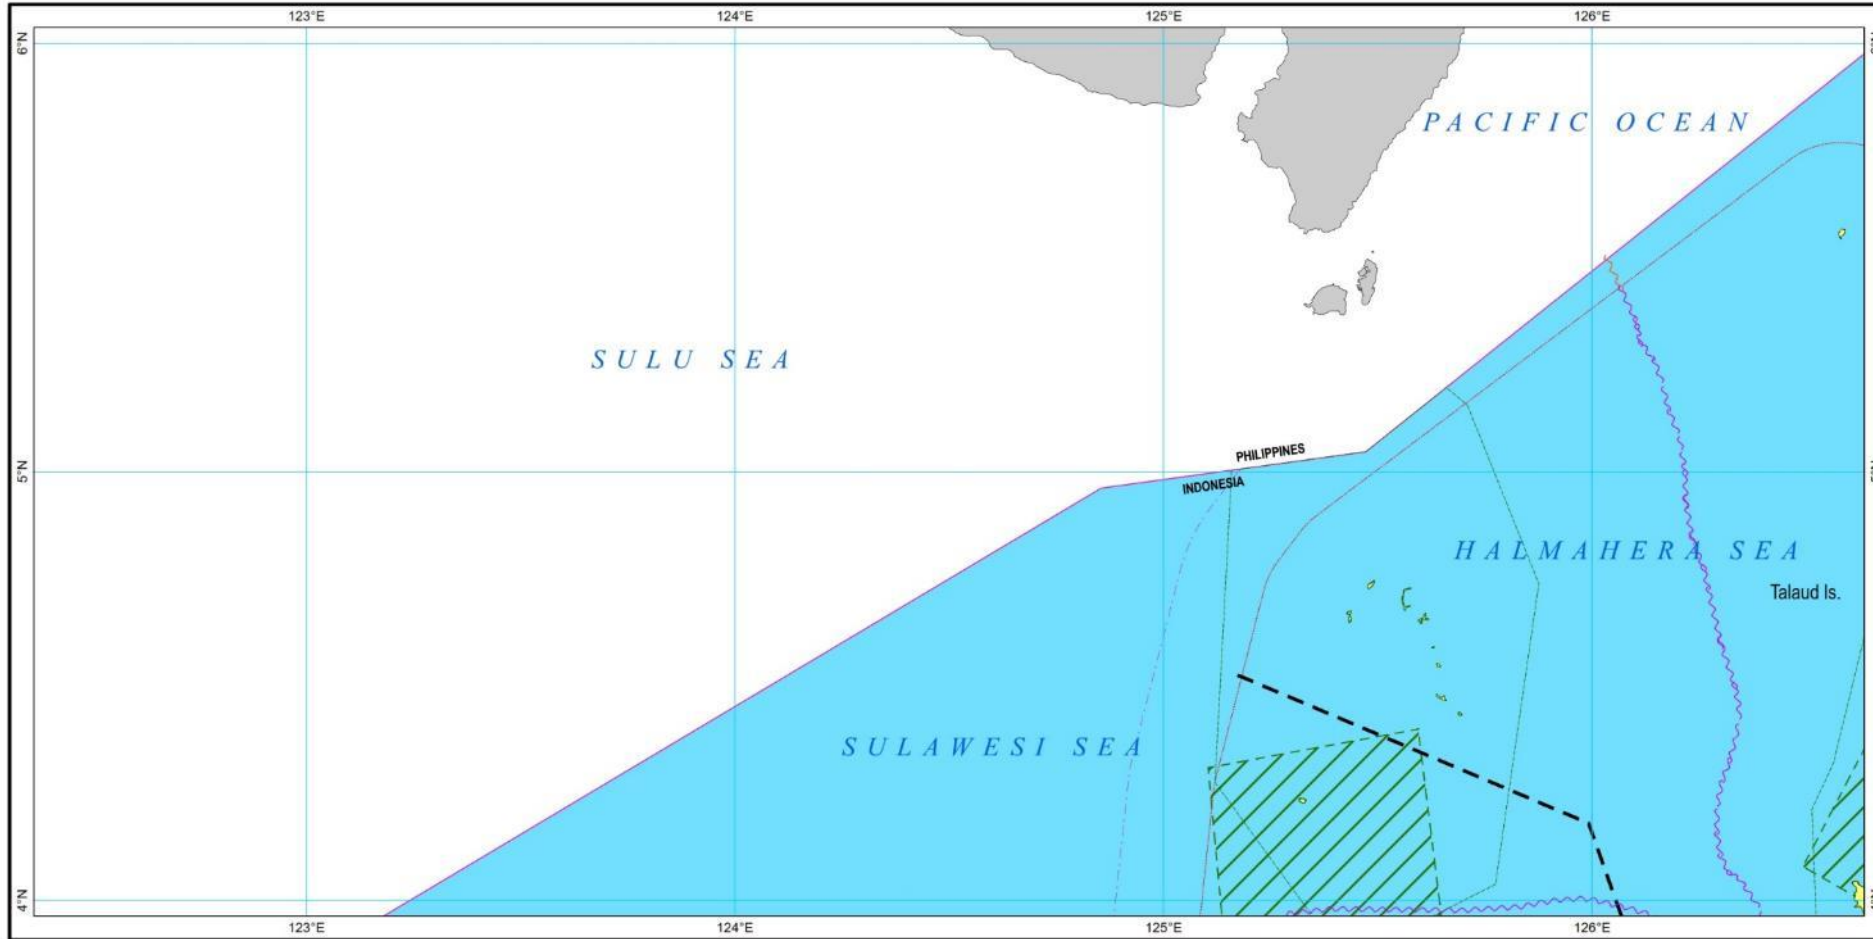 123°E 124°E 125°E 126°E
6°N
PACIFIC OCEAN
SULU SEA
PHILIPPINES
5°N
INDONESIA
HALMAHERA SEA
Talaud Is.
SULAWESI SEA
4°N
123°E 124°E 125°E 126°E